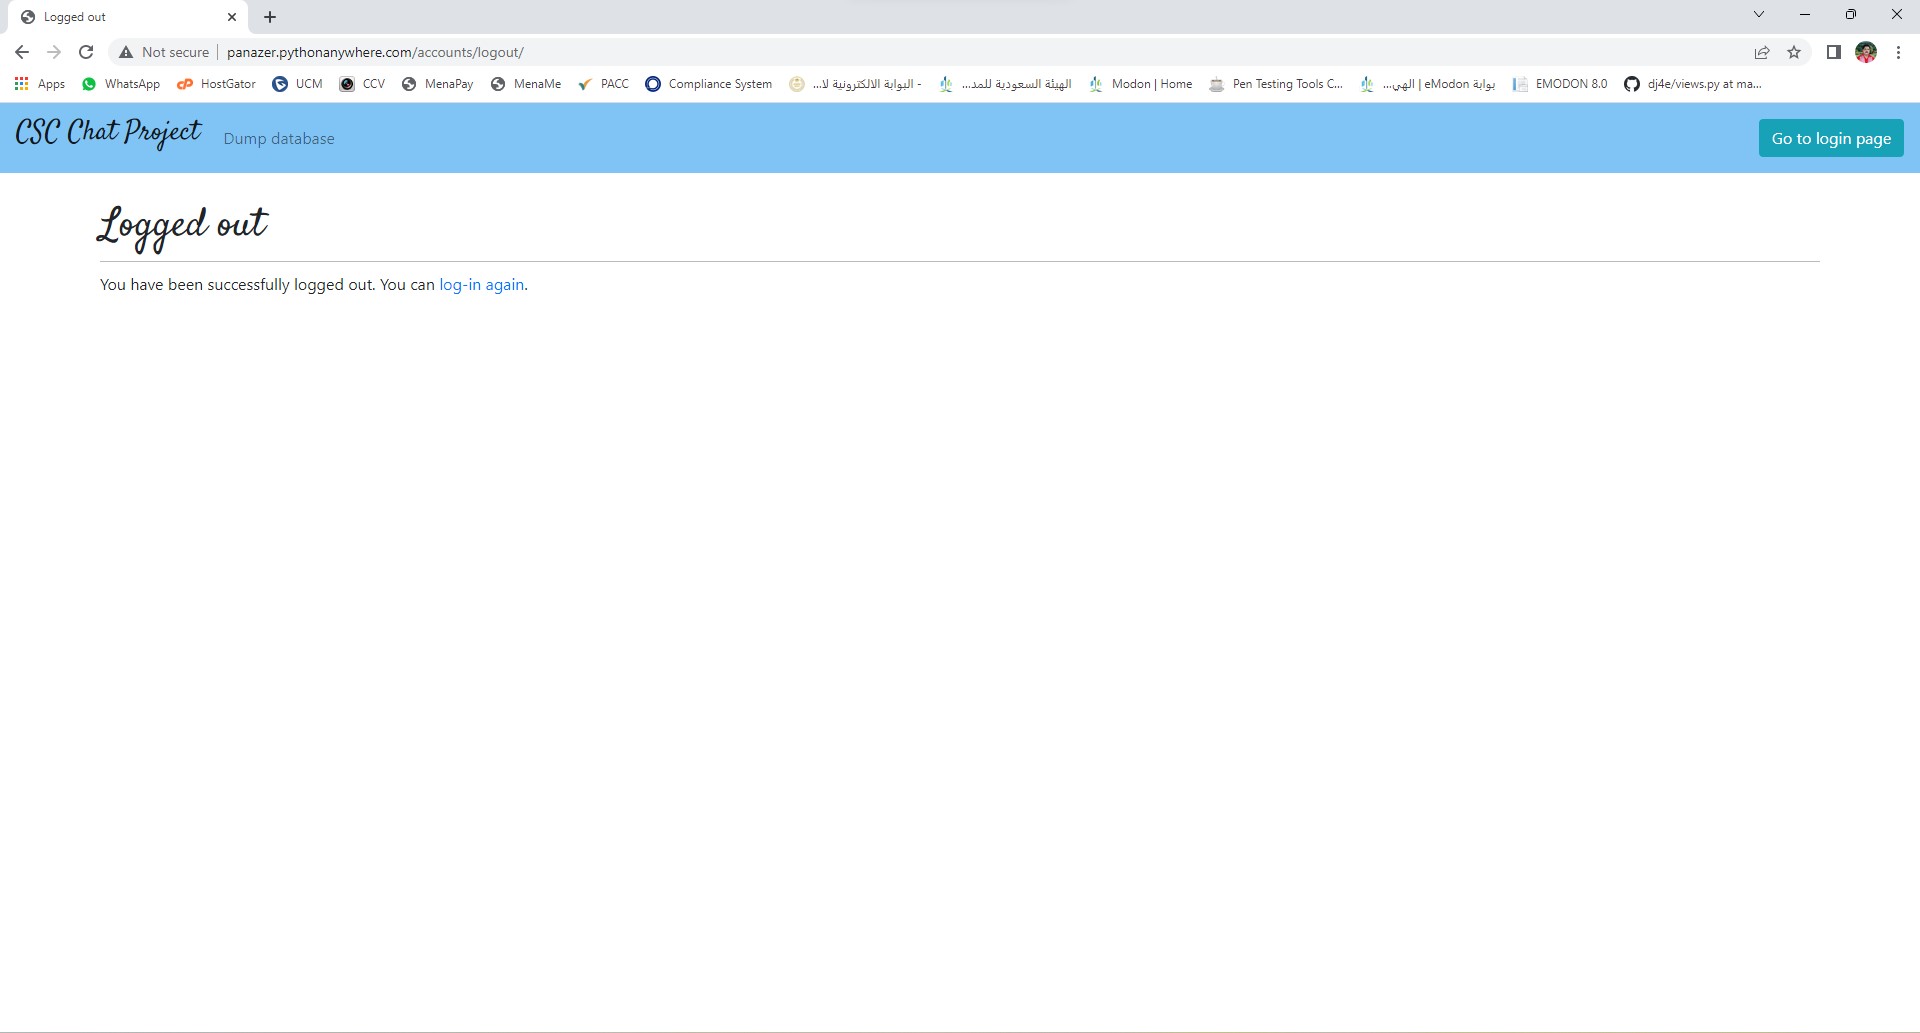 Logged out
Not secure | panazer.pythonanywhere.com/accounts/logout/
Apps WhatsApp HostGator UCM CCV MenaPay MenaMe PACC Compliance System البوابة الالكترونية لا... - الهيئة السعودية للمد... Modon | Home Pen Testing Tools C... بوابة eModon | الهي... EMODON 8.0 dj4e/views.py at ma...
CSC Chat Project Dump database Go to login page
Logged out
You have been successfully logged out. You can log-in again.